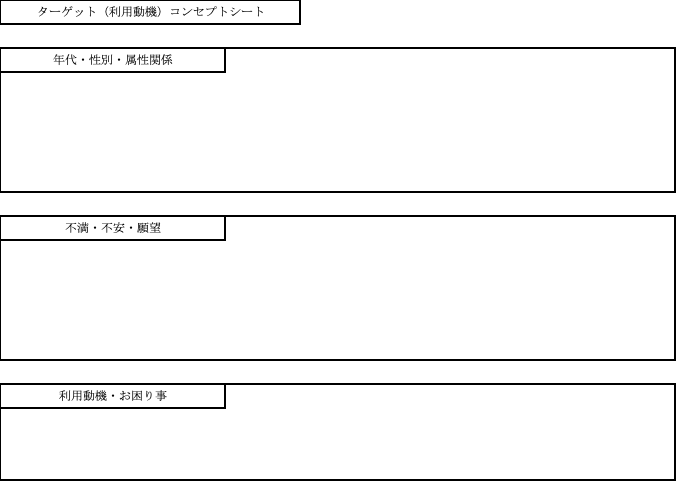 ターゲット（利用動機）コンセプトシート
年代・性別・属性関係
不満・不安・願望
利用動機・お困り事